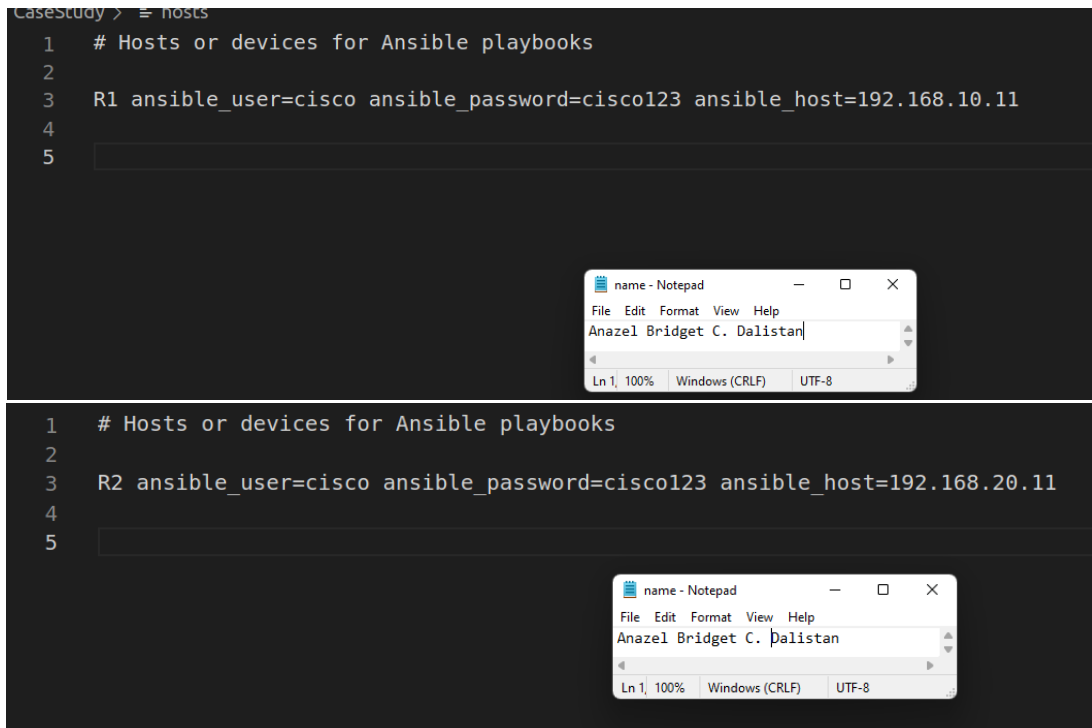 CaseStudy > hosts
1 # Hosts or devices for Ansible playbooks
2
3 R1 ansible_user=cisco ansible_password=cisco123 ansible_host=192.168.10.11
4
5
name - Notepad
File Edit Format View Help
Anazel Bridget C. Dalistan
Ln 1, 100% Windows (CRLF) UTF-8
1 # Hosts or devices for Ansible playbooks
2
3 R2 ansible_user=cisco ansible_password=cisco123 ansible_host=192.168.20.11
4
5
name - Notepad
File Edit Format View Help
Anazel Bridget C. Dalistan
Ln 1, 100% Windows (CRLF) UTF-8